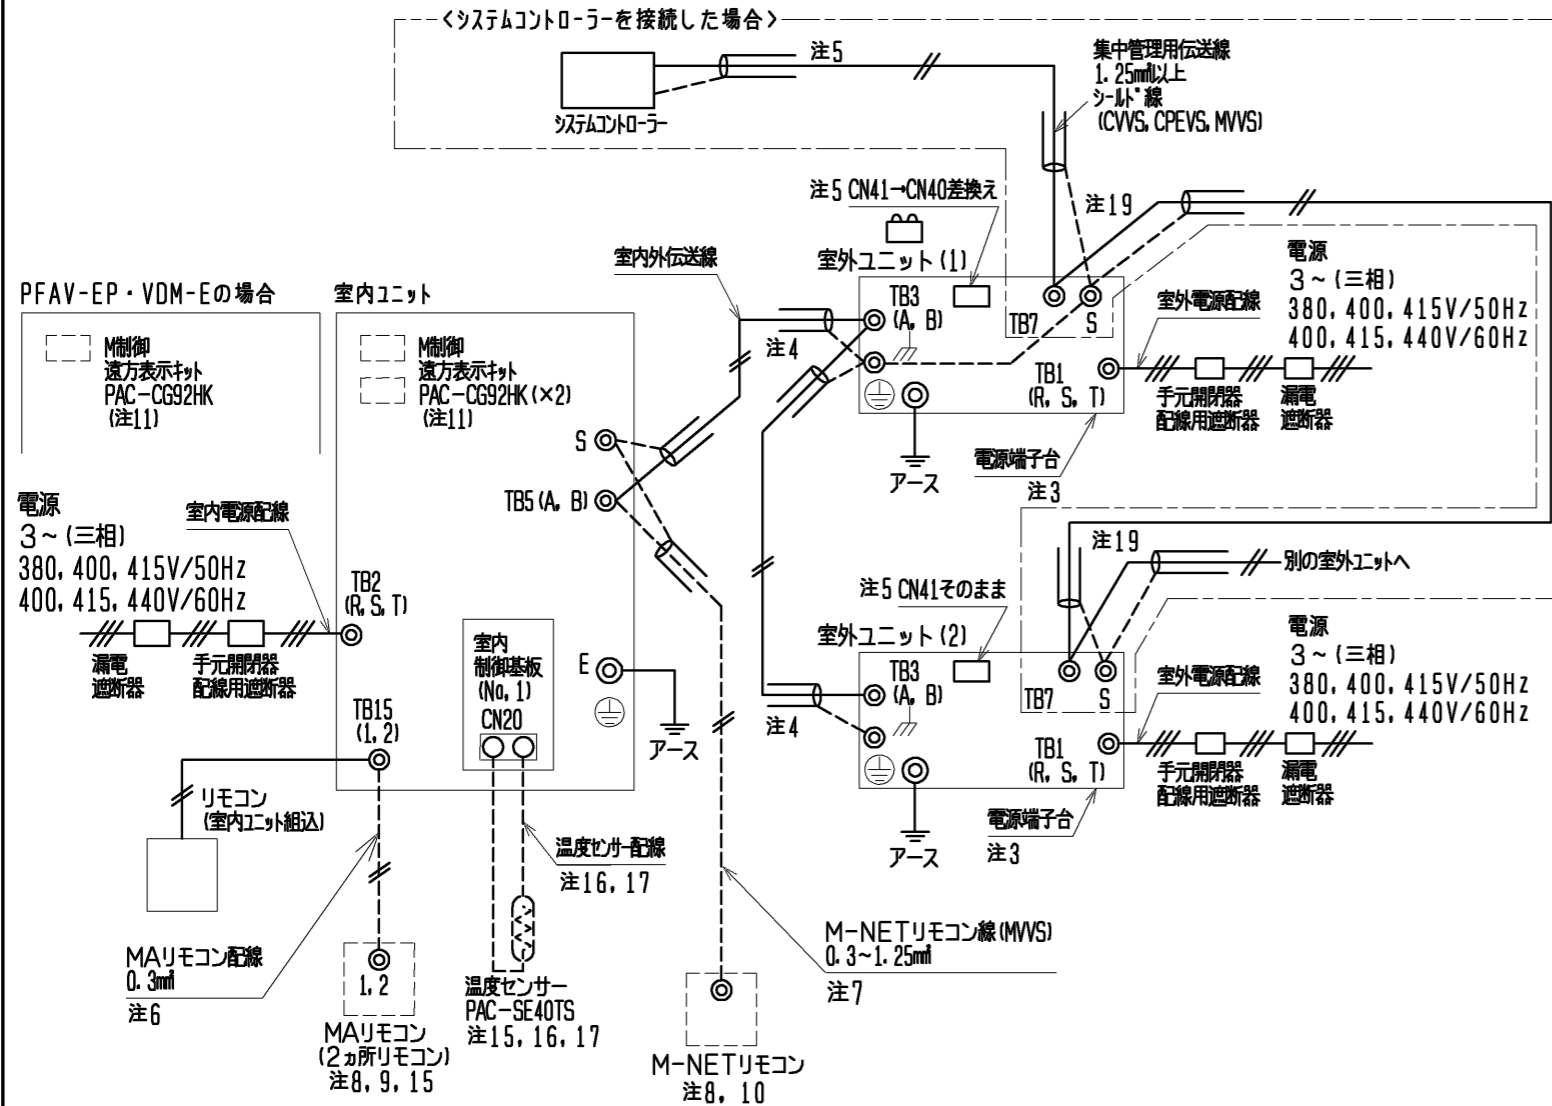 <システムコントローラーを接続した場合>
システムコントローラー
注5
集中管理用伝送線
1.25mm²以上
シールド線
(CVVS, CPEVS, MVVS)
注5 CN41→CN40差換え
注19
室内外伝送線
室外ユニット(1)
TB3
(A, B)
TB7
S
注4
TB1
(R, S, T)
アース
電源端子台
注3
室外電源配線
電源
3~(三相)
380, 400, 415V/50Hz
400, 415, 440V/60Hz
手元開閉器
配線用遮断器
漏電
遮断器
PFAV-EP・VDM-Eの場合
M制御
遠方表示キット
PAC-CG92HK
(注11)
室内ユニット
M制御
遠方表示キット
PAC-CG92HK(×2)
(注11)
S
TB5(A, B)
電源
3~(三相)
380, 400, 415V/50Hz
400, 415, 440V/60Hz
室内電源配線
TB2
(R, S, T)
漏電
遮断器
手元開閉器
配線用遮断器
TB15
(1, 2)
室内
制御基板
(No, 1)
CN20
E
アース
注19
別の室外ユニットへ
注5 CN41そのまま
室外ユニット(2)
TB3
(A, B)
TB7
S
注4
TB1
(R, S, T)
アース
電源端子台
注3
室外電源配線
電源
3~(三相)
380, 400, 415V/50Hz
400, 415, 440V/60Hz
手元開閉器
配線用遮断器
漏電
遮断器
リモコン
(室内ユニット組込)
温度センサー配線
注16, 17
MAリモコン配線
0.3mm²
注6
1, 2
MAリモコン
(2ヵ所リモコン)
注8, 9, 15
温度センサー
PAC-SE40TS
注15, 16, 17
M-NETリモコン線(MVVS)
0.3~1.25mm²
注7
M-NETリモコン
注8, 10